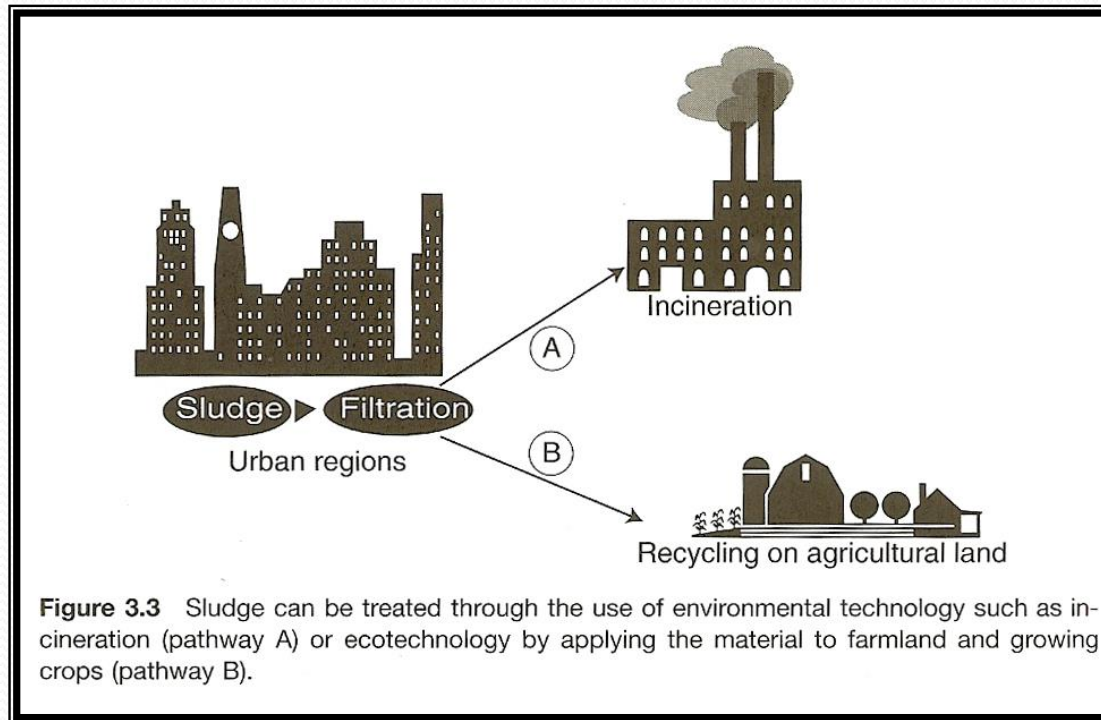 Incineration
A
Sludge
Filtration
Urban regions
B
Recycling on agricultural land
Figure 3.3 Sludge can be treated through the use of environmental technology such as in-
cineration (pathway A) or ecotechnology by applying the material to farmland and growing
crops (pathway B).